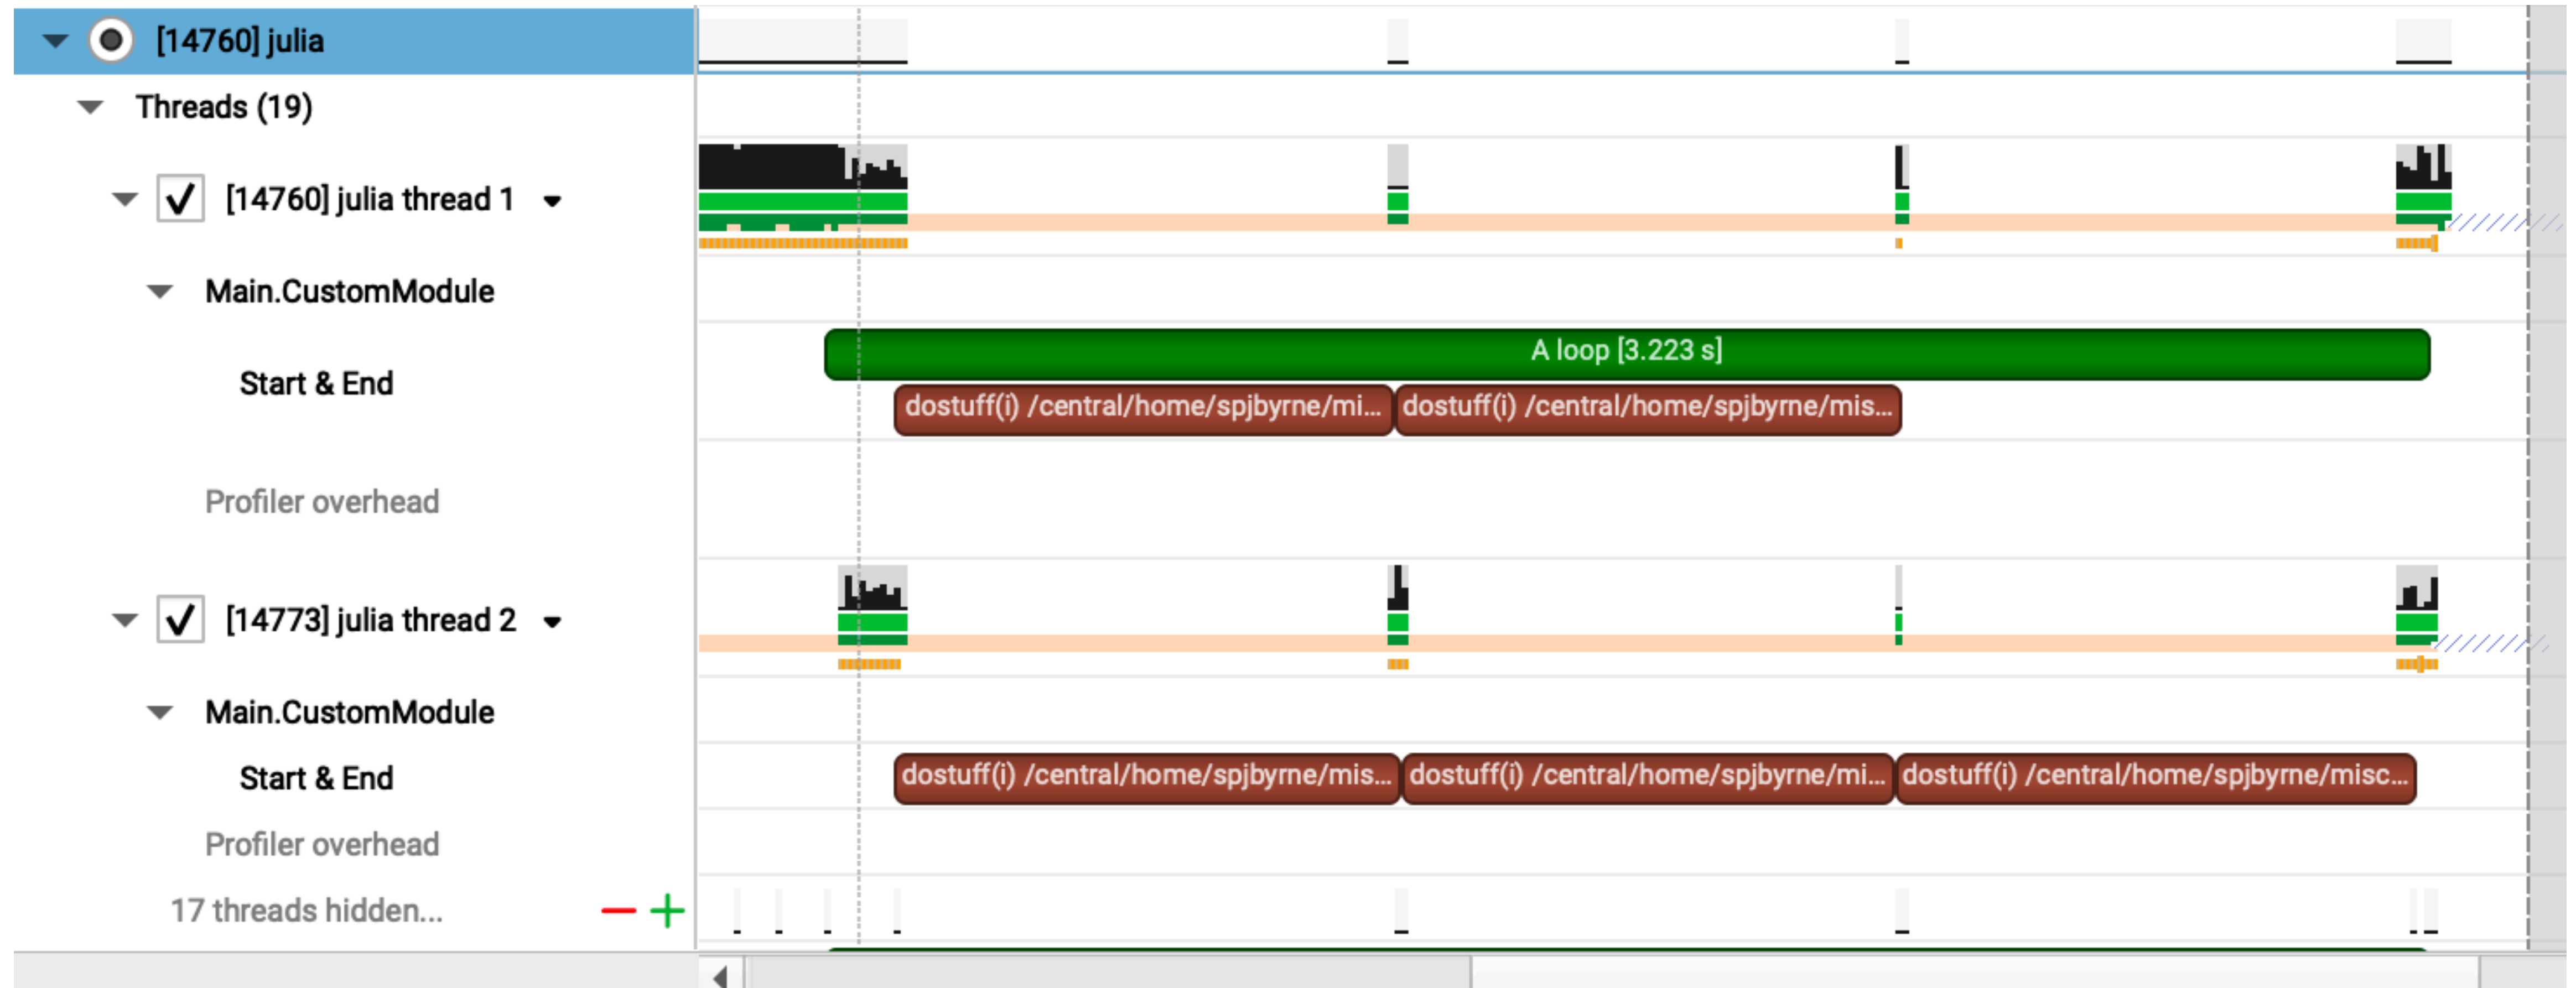 [14760] julia
Threads (19)
[14760] julia thread 1
Main.CustomModule
A loop [3.223 s]
Start & End
dostuff(i) /central/home/spjbyrne/mi... dostuff(i) /central/home/spjbyrne/mis...
Profiler overhead
[14773] julia thread 2
Main.CustomModule
Start & End
dostuff(i) /central/home/spjbyrne/mis... dostuff(i) /central/home/spjbyrne/mi... dostuff(i) /central/home/spjbyrne/misc...
Profiler overhead
17 threads hidden...